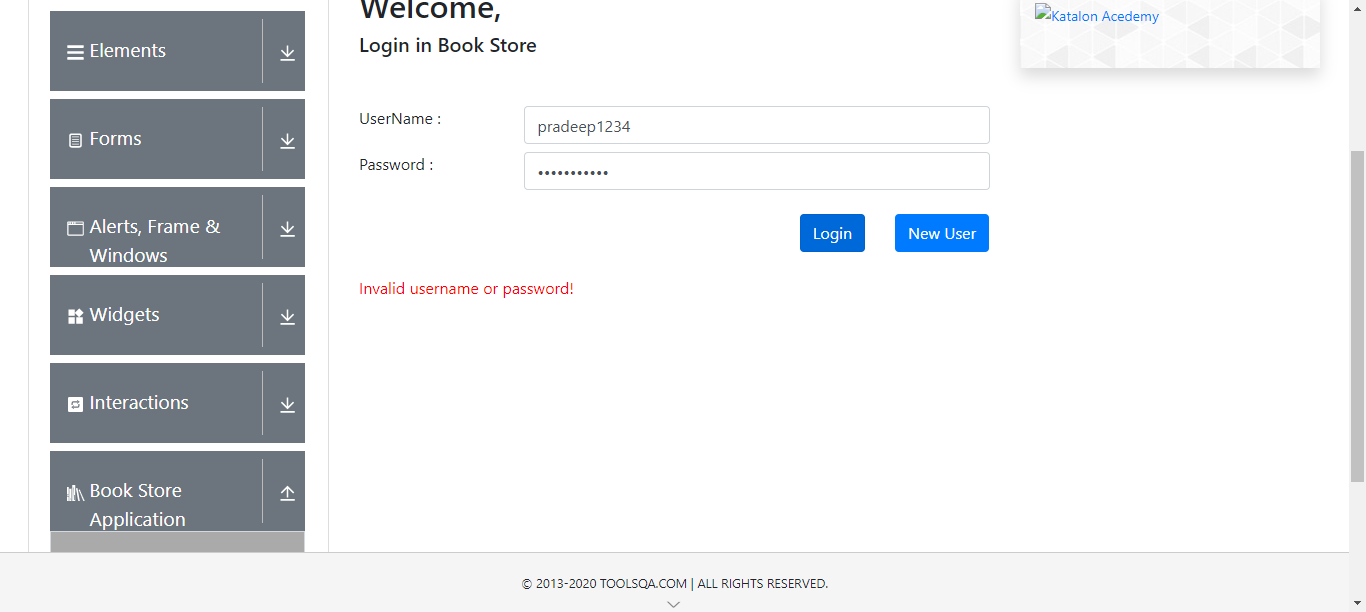 Welcome,
Login in Book Store
Katalon Acedemy
Elements
Forms
Alerts, Frame &
Windows
Widgets
Interactions
Book Store
Application
UserName :
pradeep1234
Password :
•••••••••••
Login
New User
Invalid username or password!
© 2013-2020 TOOLSQA.COM | ALL RIGHTS RESERVED.